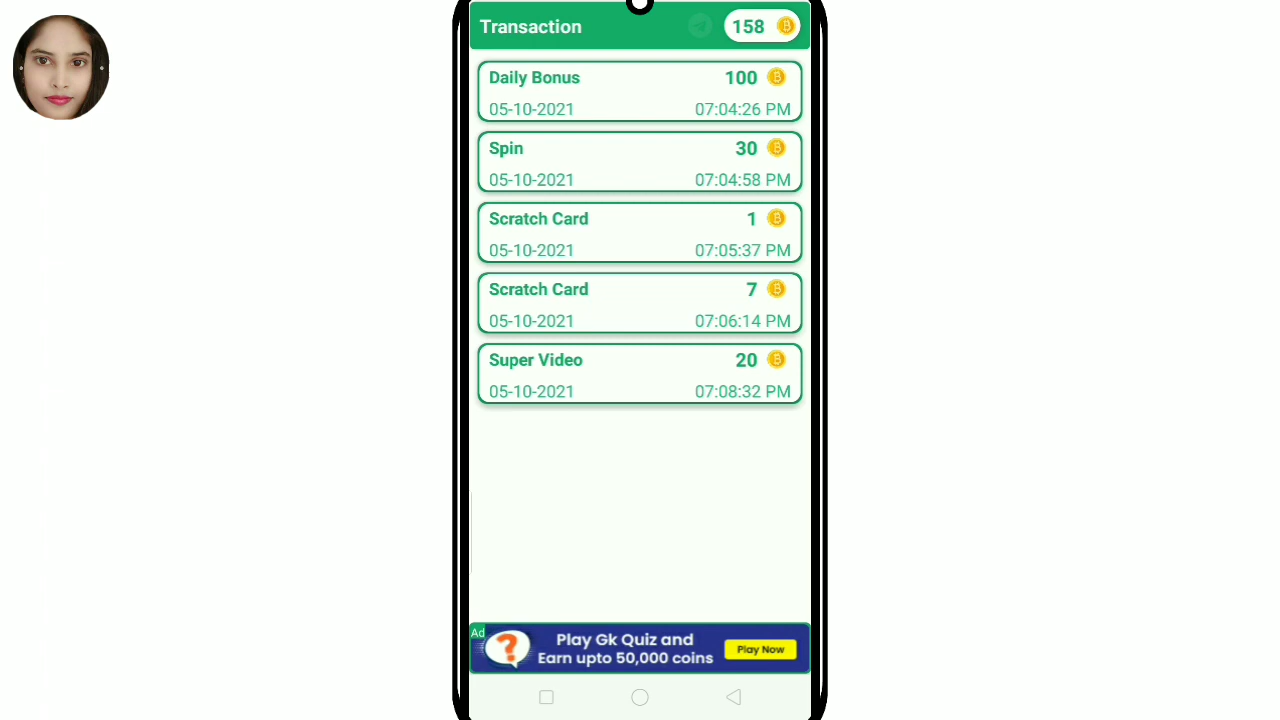 Transaction 158
Daily Bonus 100
05-10-2021 07:04:26 PM
Spin 30
05-10-2021 07:04:58 PM
Scratch Card 1
05-10-2021 07:05:37 PM
Scratch Card 7
05-10-2021 07:06:14 PM
Super Video 20
05-10-2021 07:08:32 PM
Ad
Play Gk Quiz and
Earn upto 50,000 coins
Play Now